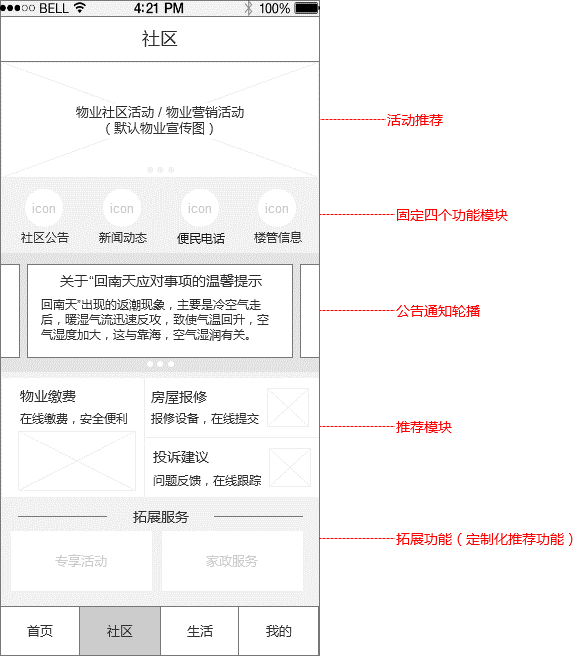 BELL 4:21 PM 100%
社区
物业社区活动 / 物业营销活动
（默认物业宣传图）
活动推荐
icon icon icon icon
社区公告 新闻动态 便民电话 楼管信息
固定四个功能模块
关于“回南天应对事项的温馨提示
回南天”出现的返潮现象，主要是冷空气走
后，暖湿气流迅速反攻，致使气温回升，空
气湿度加大，这与靠海，空气湿润有关。
公告通知轮播
物业缴费
在线缴费，安全便利
房屋报修
报修设备，在线提交
投诉建议
问题反馈，在线跟踪
推荐模块
拓展服务
专享活动 家政服务
拓展功能（定制化推荐功能）
首页 社区 生活 我的